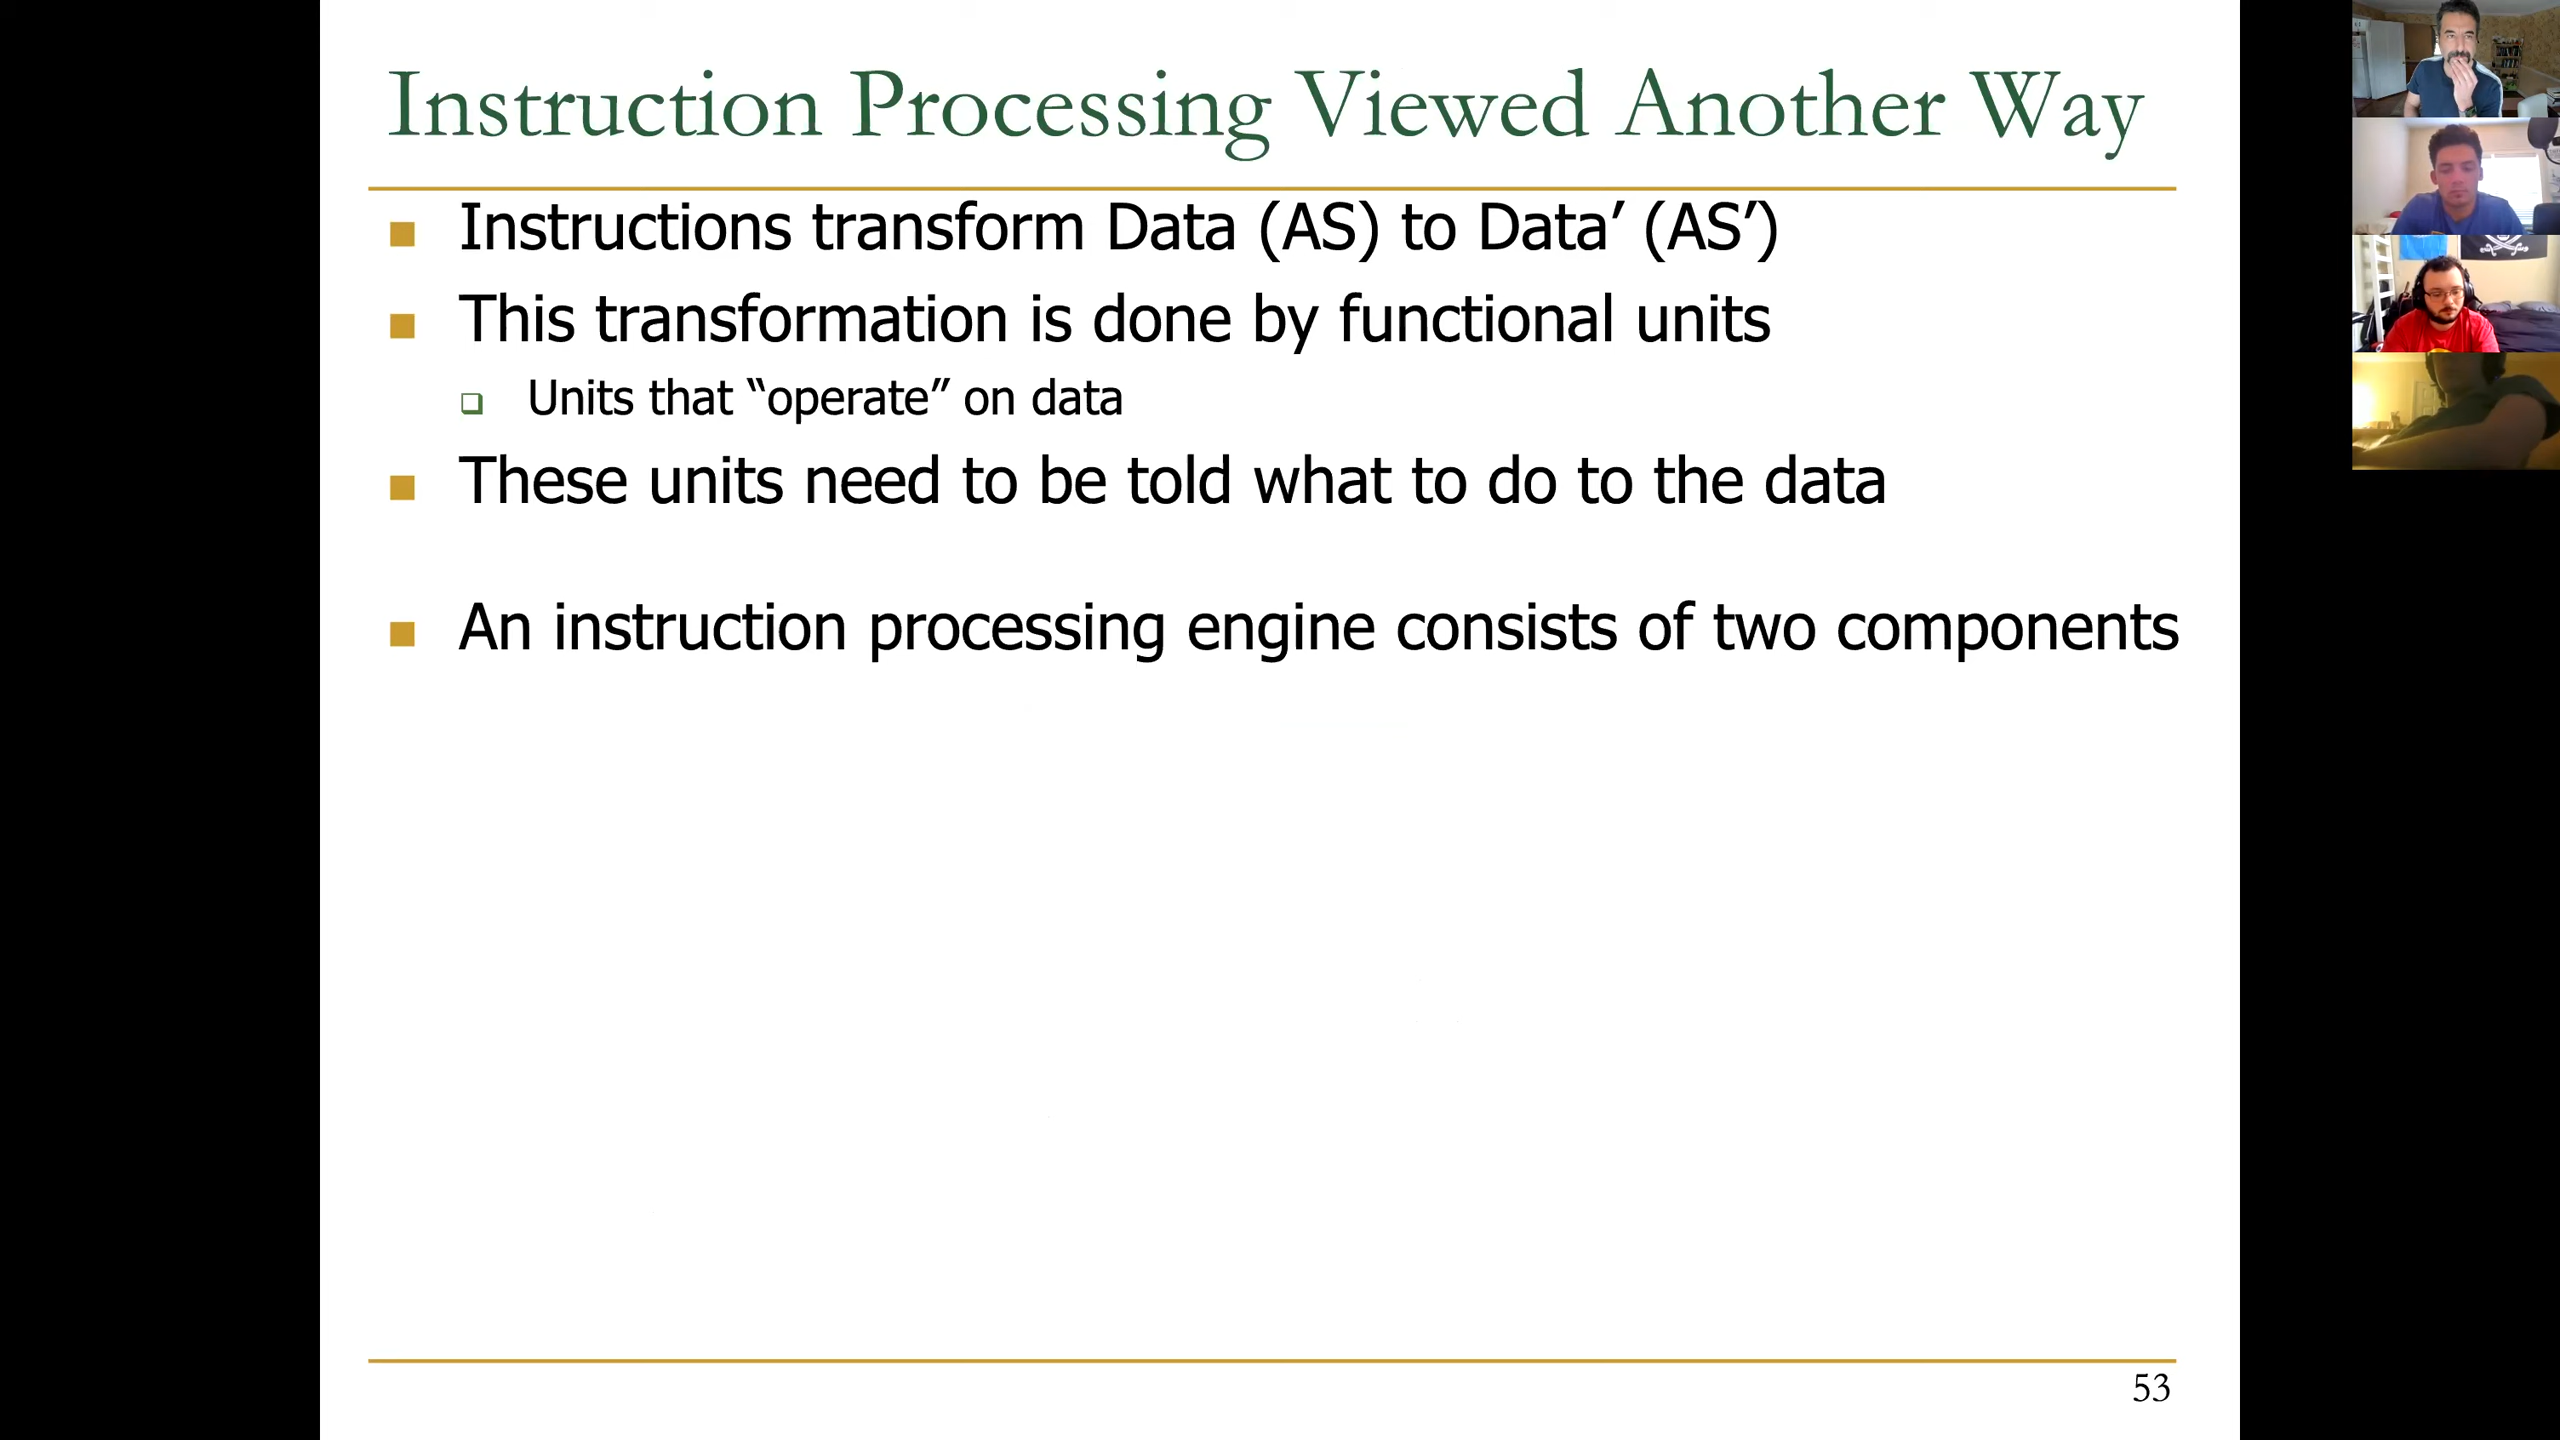 Instruction Processing Viewed Another Way
Instructions transform Data (AS) to Data’ (AS’)
This transformation is done by functional units
Units that “operate” on data
These units need to be told what to do to the data
An instruction processing engine consists of two components
53